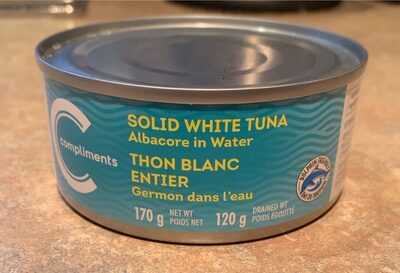 compliments
SOLID WHITE TUNA
Albacore in Water
THON BLANC
ENTIER
Germon dans l'eau
170 g NET WT POIDS NET 120 g DRAINED WT POIDS ÉGOUTTÉ